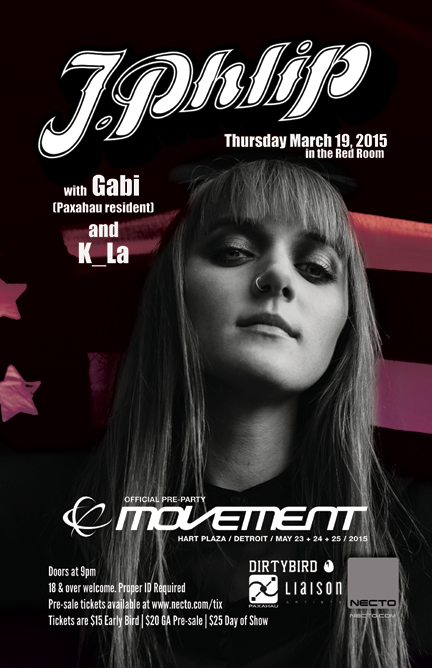 J.Phlip
Thursday March 19, 2015
in the Red Room
with Gabi
(Paxahau resident)
and
K_La
OFFICIAL PRE-PARTY
MOVEMENT
HART PLAZA / DETROIT / MAY 23 + 24 + 25 / 2015
Doors at 9pm
18 & over welcome. Proper ID Required
Pre-sale tickets available at www.necto.com/tix
Tickets are $15 Early Bird | $20 GA Pre-sale | $25 Day of Show
DIRTYBIRD
PAXAHAU
Liaison
ARTISTS
NECTO
NECTO.COM